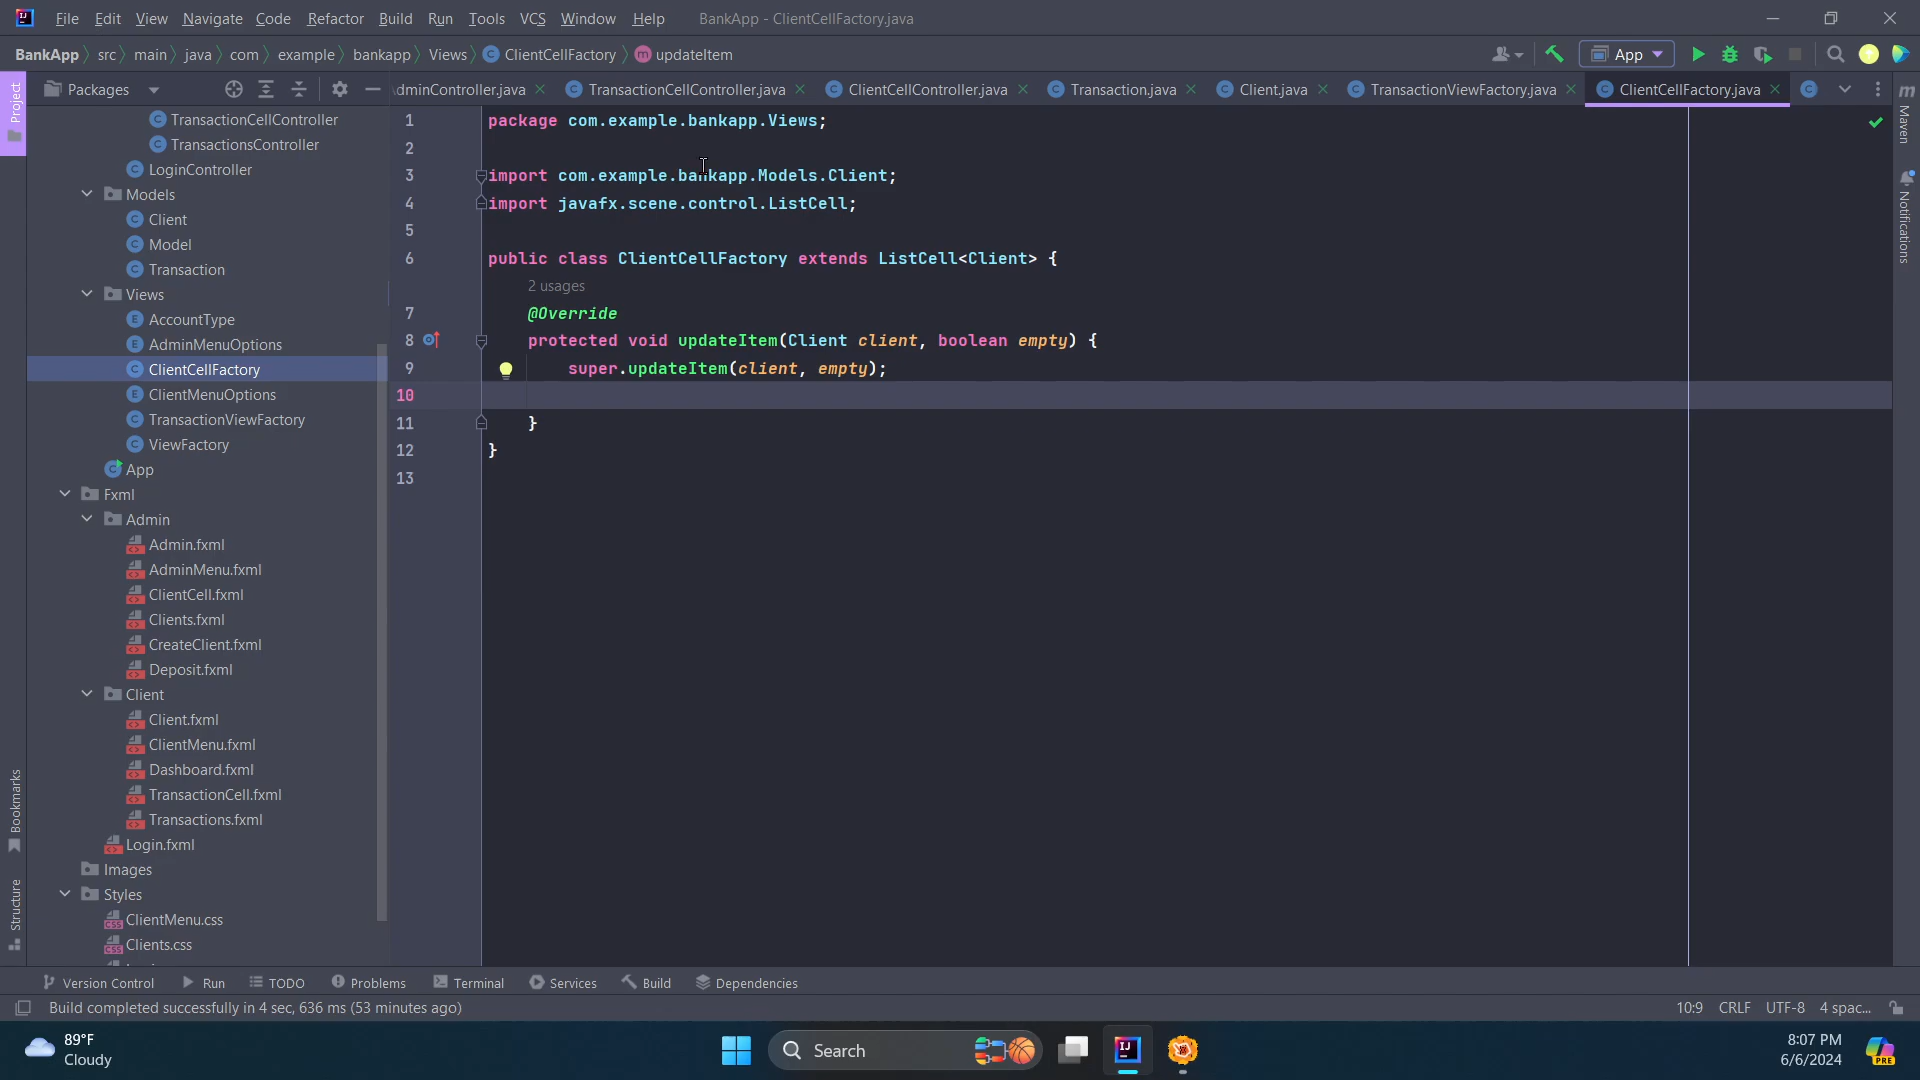 File Edit View Navigate Code Refactor Build Run Tools VCS Window Help BankApp - ClientCellFactory.java
BankApp src main java com example bankapp Views ClientCellFactory updateItem App
Packages dminController.java TransactionCellController.java ClientCellController.java Transaction.java Client.java TransactionViewFactory.java ClientCellFactory.java
Project
TransactionCellController
TransactionsController
LoginController
Models
Client
Model
Transaction
Views
AccountType
AdminMenuOptions
ClientCellFactory
ClientMenuOptions
TransactionViewFactory
ViewFactory
App
Fxml
Admin
Admin.fxml
AdminMenu.fxml
ClientCell.fxml
Clients.fxml
CreateClient.fxml
Deposit.fxml
Client
Client.fxml
ClientMenu.fxml
Dashboard.fxml
TransactionCell.fxml
Transactions.fxml
Login.fxml
Images
Styles
ClientMenu.css
Clients.css
Bookmarks
Structure
1 package com.example.bankapp.Views;
2
3 import com.example.bankapp.Models.Client;
4 import javafx.scene.control.ListCell;
5
6 public class ClientCellFactory extends ListCell<Client> {
2 usages
7 @Override
8 protected void updateItem(Client client, boolean empty) {
9 super.updateItem(client, empty);
10
11 }
12 }
13
Maven
Notifications
Version Control Run TODO Problems Terminal Services Build Dependencies
Build completed successfully in 4 sec, 636 ms (53 minutes ago) 10:9 CRLF UTF-8 4 spac...
89°F
Cloudy
Search
8:07 PM
6/6/2024
PRE